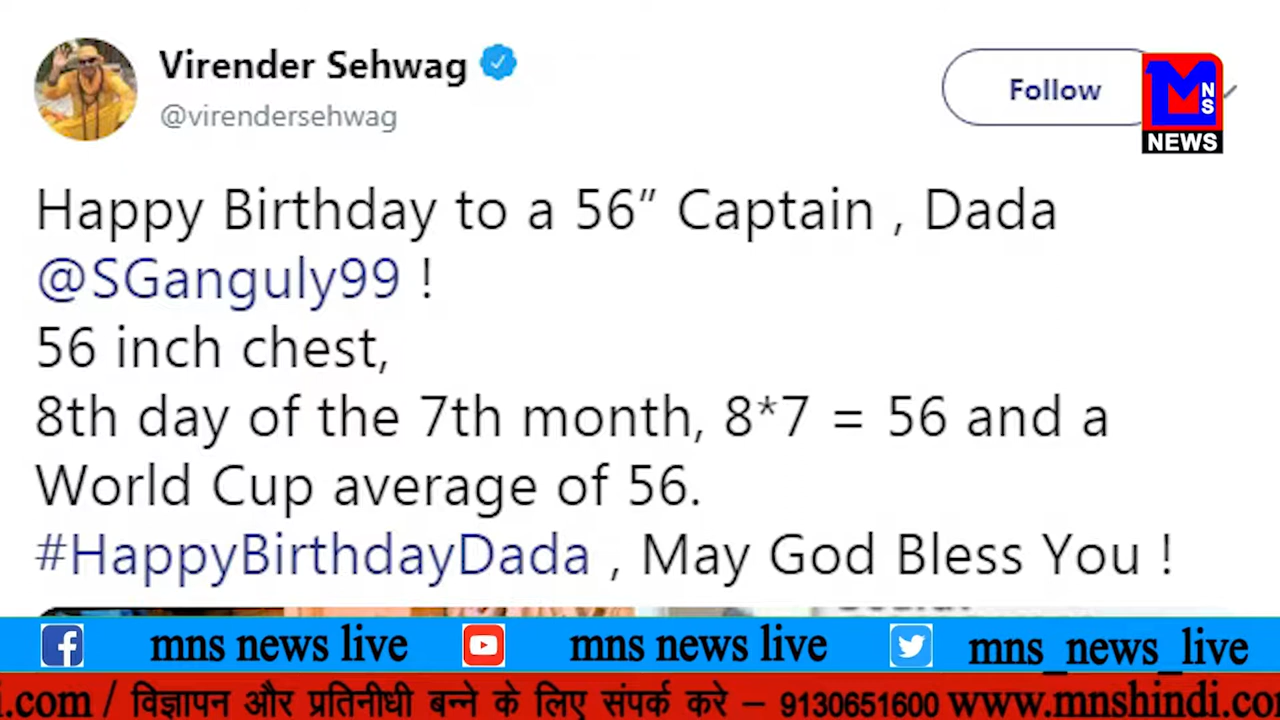 Virender Sehwag
@virendersehwag
Follow
MNS
NEWS
Happy Birthday to a 56” Captain , Dada
@SGanguly99 !
56 inch chest,
8th day of the 7th month, 8*7 = 56 and a
World Cup average of 56.
#HappyBirthdayDada , May God Bless You !
mns news live mns news live mns_news_live
i.com / विज्ञापन और प्रतिनीधी बन्ने के लिए संपर्क करे – 9130651600 www.mnshindi.co